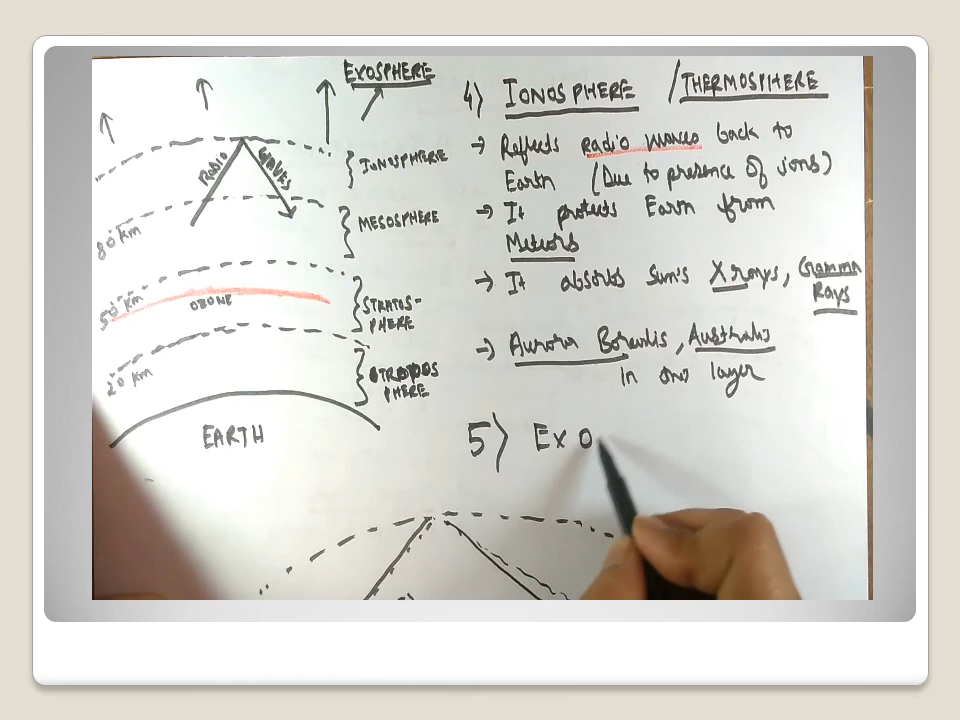 EXOSPHERE
RADIO WAVES
IONOSPHERE
80 km
MESOSPHERE
50 km
OZONE
STRATOS-
PHERE
20 km
PHERE
EARTH
4) IONOSPHERE / THERMOSPHERE
→ Reflects radio waves back to
Earth (Due to presence of ions)
→ It protects Earth from
Meteors
→ It absorbs Sun's X rays, Gamma
Rays
→ Aurora Borealis, Australis
in this layer
5) Exo